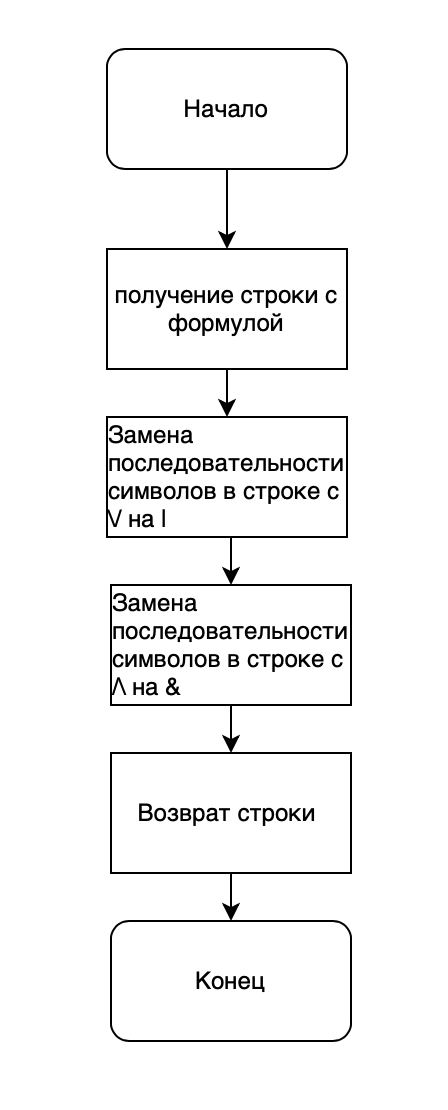 Начало
получение строки с
формулой
Замена
последовательности
символов в строке с
\/ на |
Замена
последовательности
символов в строке с
/\ на &
Возврат строки
Конец